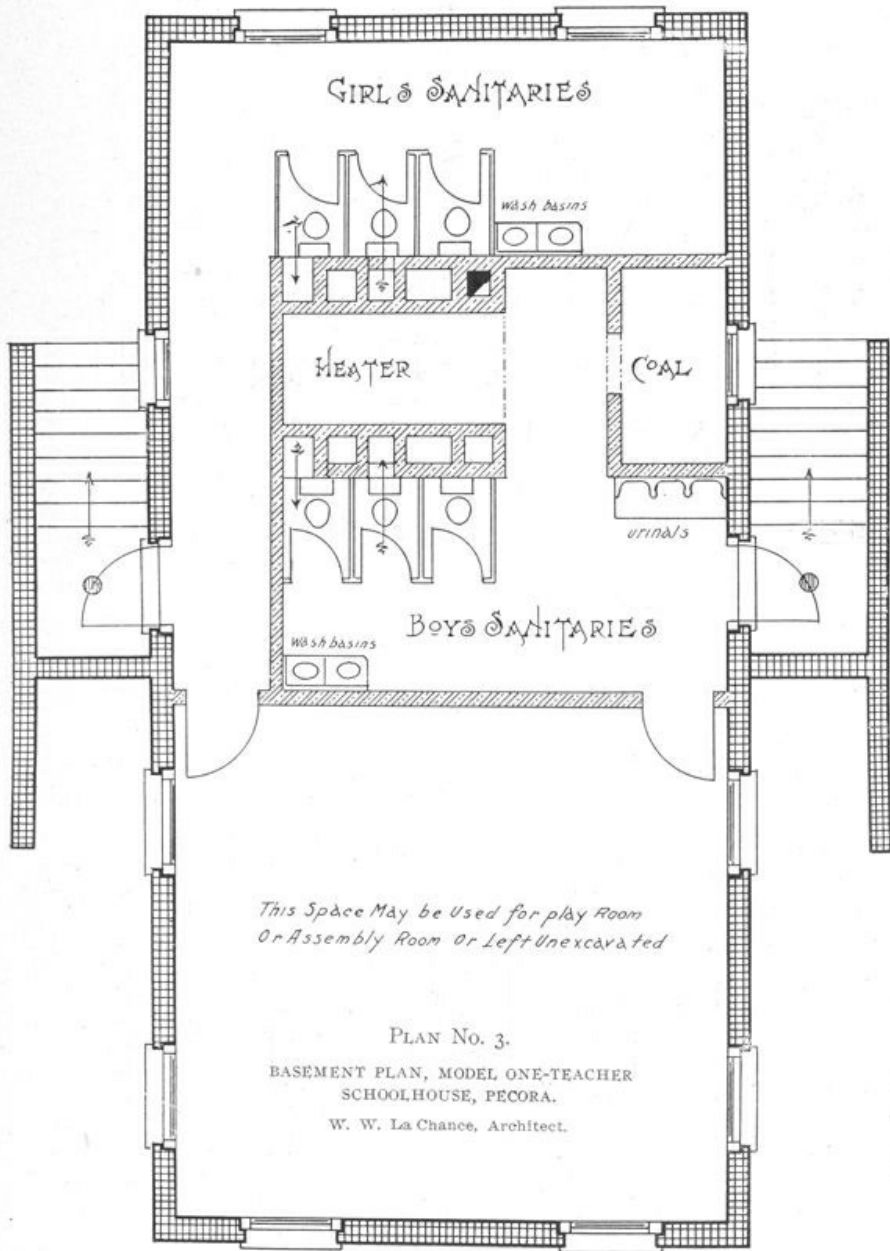 GIRLS SANITARIES
wash basins
HEATER
COAL
urinals
BOYS SANITARIES
wash basins
This Space May be Used for play Room
Or Assembly Room Or Left Unexcavated
PLAN No. 3.
BASEMENT PLAN, MODEL ONE-TEACHER
SCHOOLHOUSE, PECORA.
W. W. La Chance, Architect.